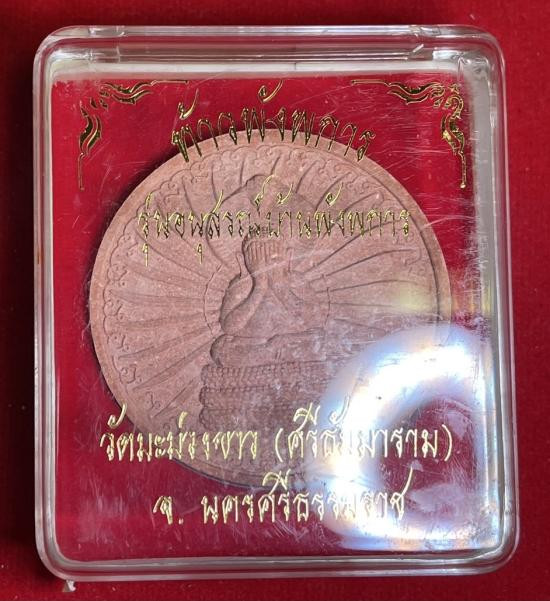 ท้าวพังพการ
รุ่นอนุสรณ์บ้านพังพการ
วัดมะม่วงขาว (ศรีธัมมาราม)
จ. นครศรีธรรมราช